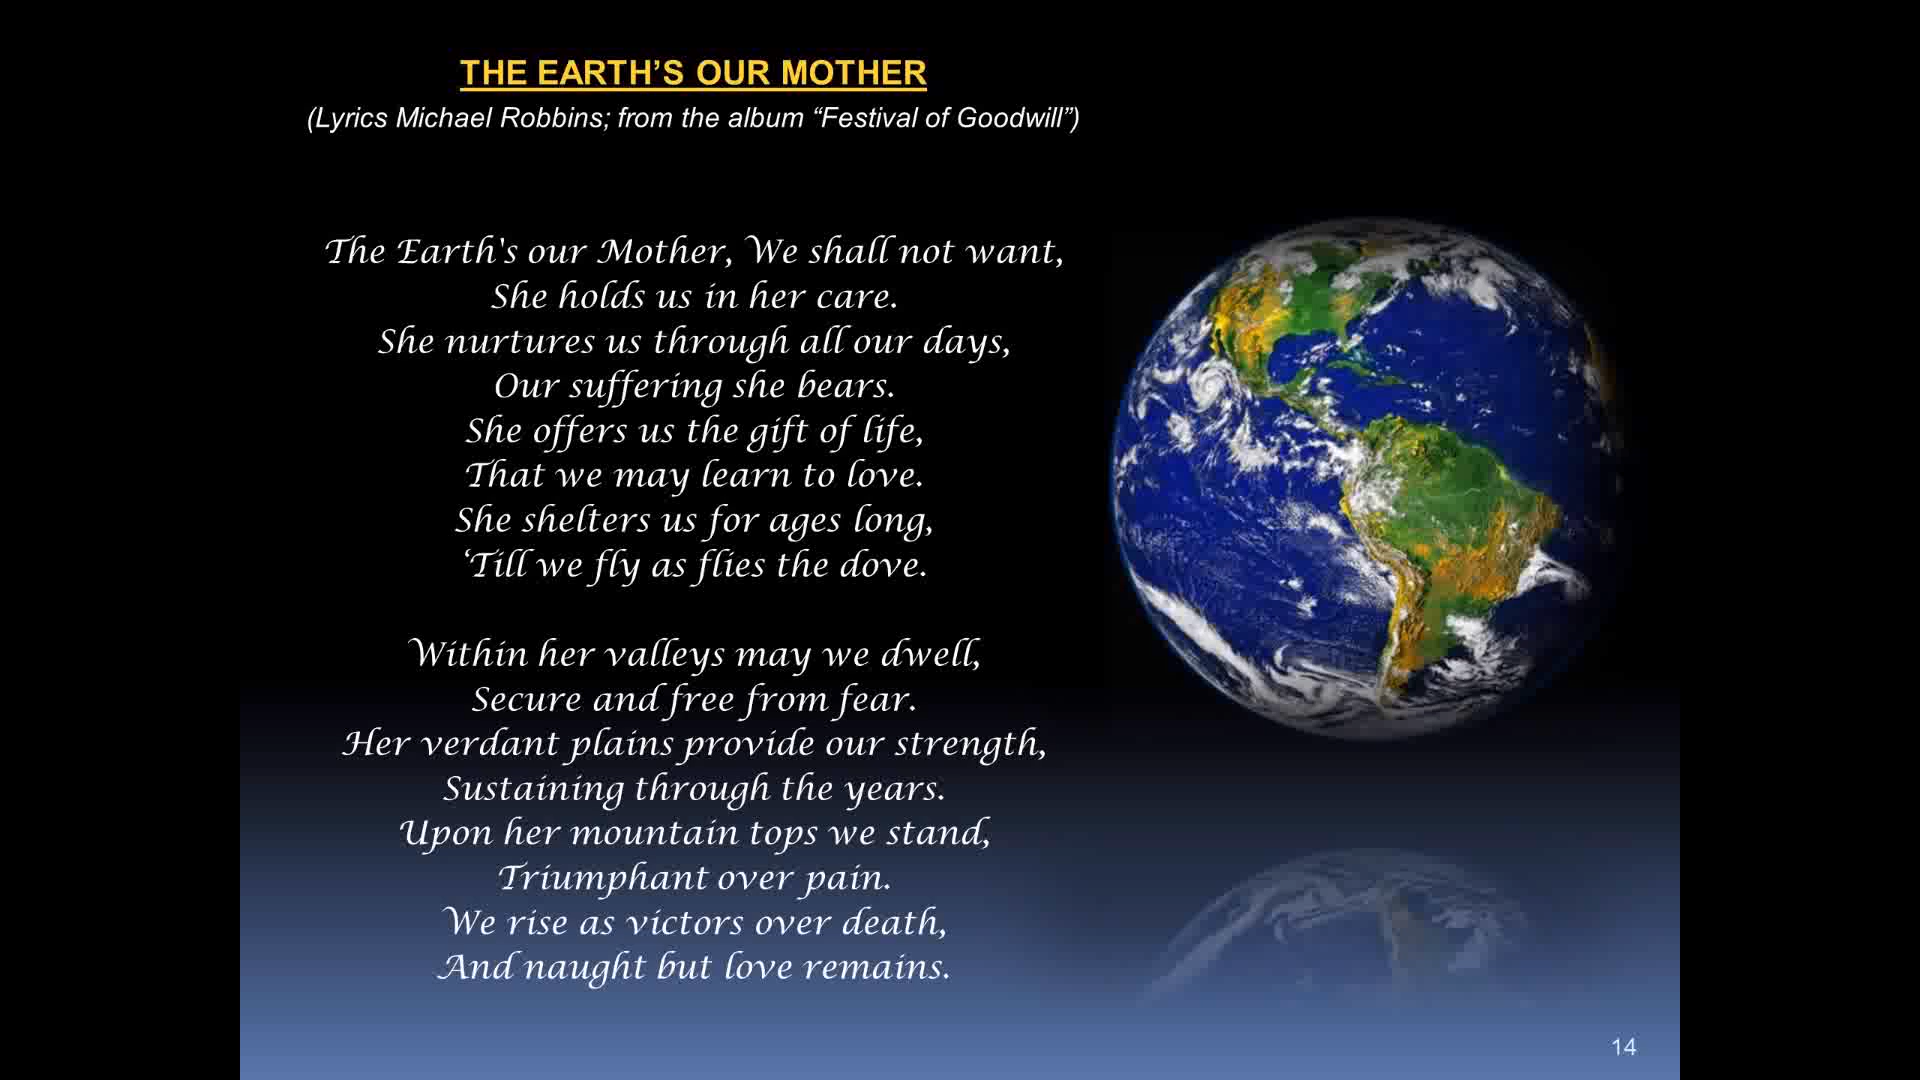 THE EARTH’S OUR MOTHER
(Lyrics Michael Robbins; from the album “Festival of Goodwill”)
The Earth's our Mother, We shall not want,
She holds us in her care.
She nurtures us through all our days,
Our suffering she bears.
She offers us the gift of life,
That we may learn to love.
She shelters us for ages long,
‘Till we fly as flies the dove.
Within her valleys may we dwell,
Secure and free from fear.
Her verdant plains provide our strength,
Sustaining through the years.
Upon her mountain tops we stand,
Triumphant over pain.
We rise as victors over death,
And naught but love remains.
14